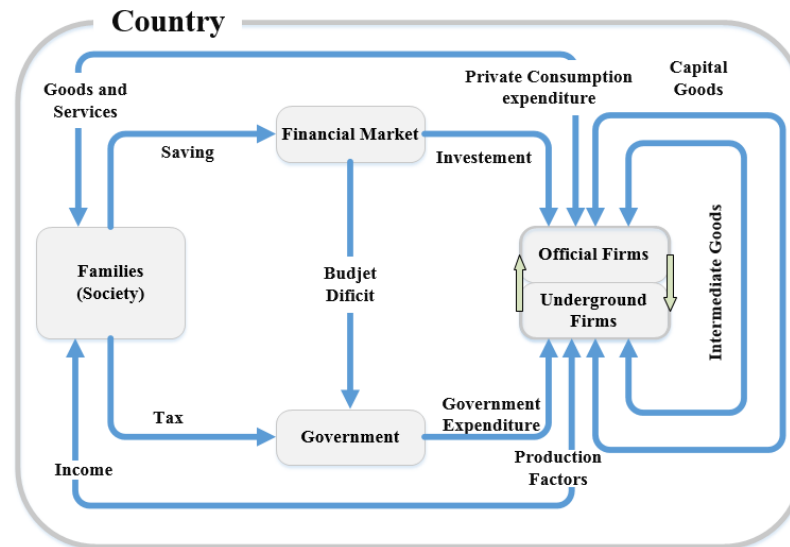 Country
Goods and
Services
Private Consumption
expenditure
Capital
Goods
Financial Market
Saving
Investement
Families
(Society)
Budjet
Dificit
Official Firms
Underground
Firms
Intermediate Goods
Tax
Government
Government
Expenditure
Income
Production
Factors